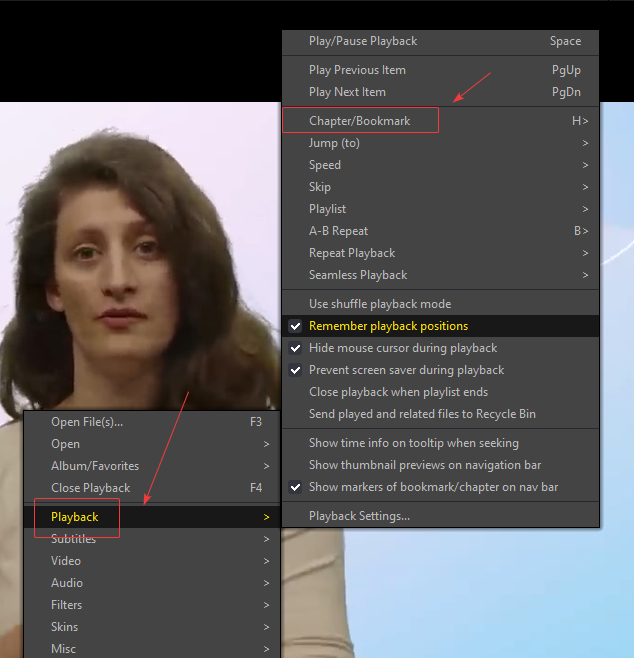 Play/Pause Playback Space
Play Previous Item PgUp
Play Next Item PgDn
Chapter/Bookmark H>
Jump (to) >
Speed >
Skip >
Playlist >
A-B Repeat B>
Repeat Playback >
Seamless Playback >
Use shuffle playback mode
Remember playback positions
Hide mouse cursor during playback
Prevent screen saver during playback
Close playback when playlist ends
Send played and related files to Recycle Bin
Show time info on tooltip when seeking
Show thumbnail previews on navigation bar
Show markers of bookmark/chapter on nav bar
Playback Settings...
Open File(s)... F3
Open >
Album/Favorites >
Close Playback F4
Playback >
Subtitles >
Video >
Audio >
Filters >
Skins >
Misc >